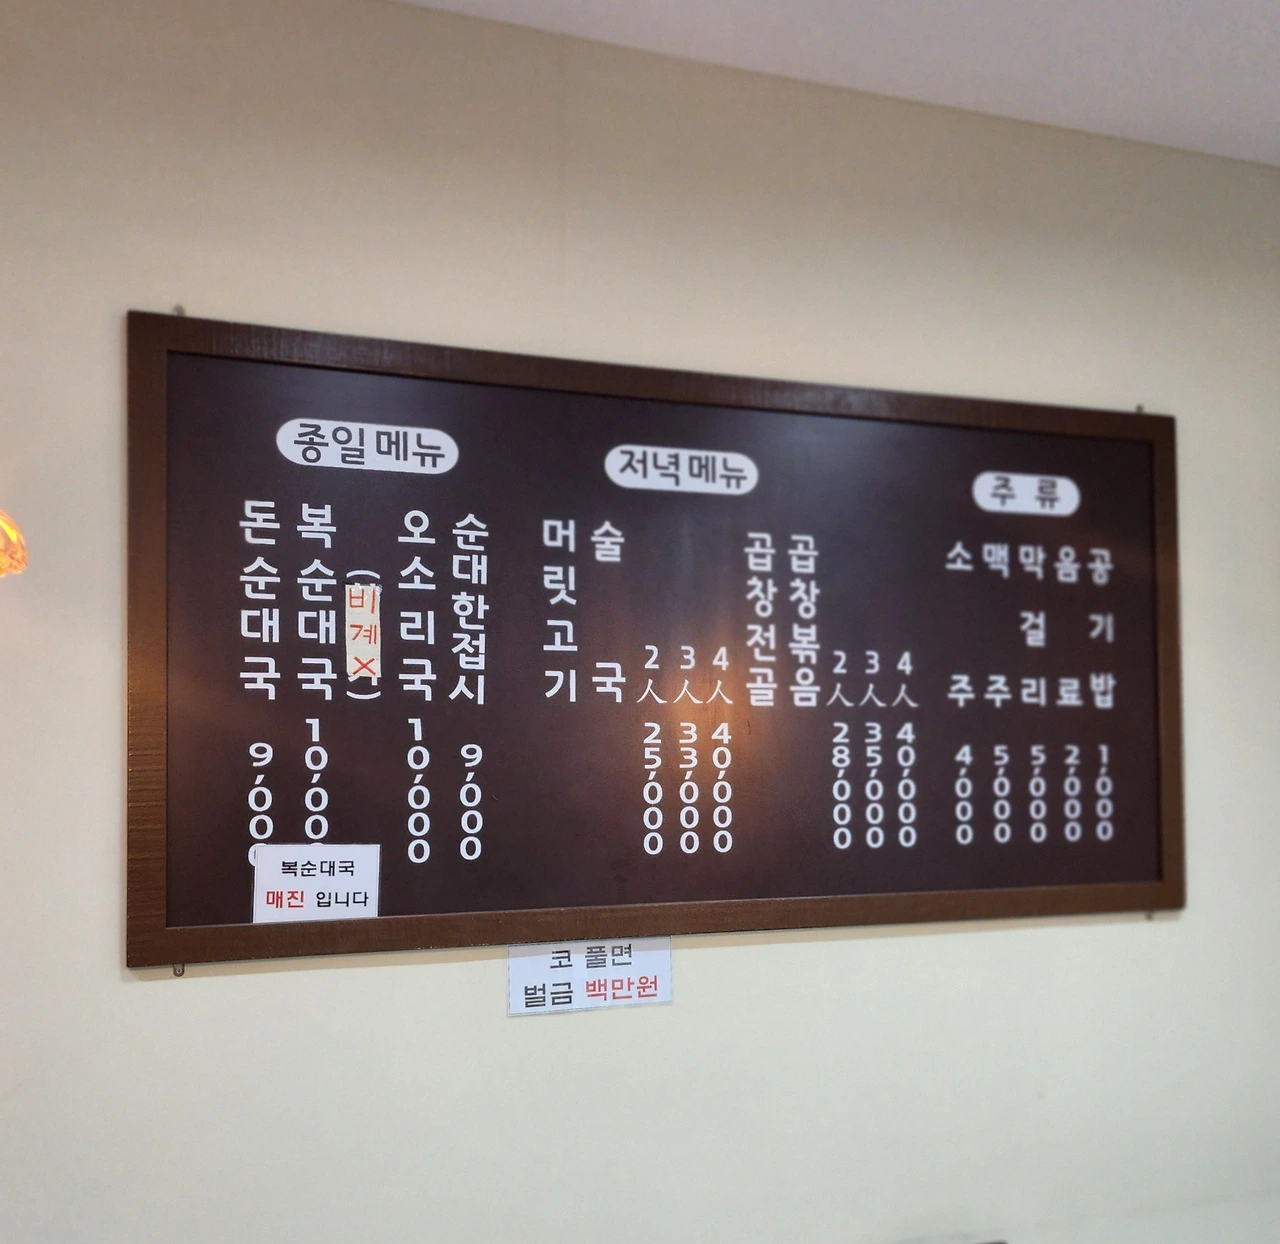 종일메뉴
돈순대국 9,000
복순대국 10,000
(비계X)
오소리국 10,000
순대한접시 9,000
저녁메뉴
머릿고기
술국
2人 25,000
3人 33,000
4人 40,000
곱창전골
곱창볶음
2人 28,000
3人 35,000
4人 40,000
주류
소주 4,000
맥주 5,000
막걸리 5,000
음료 2,000
공기밥 1,000
복순대국
매진 입니다
코 풀면
벌금 백만원